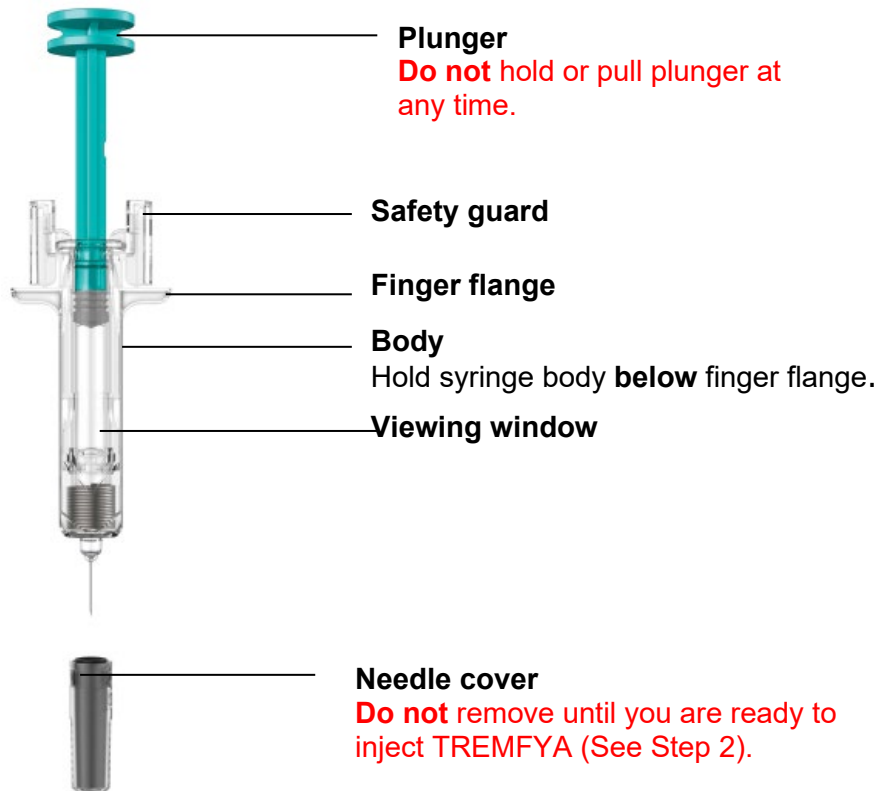 Plunger
Do not hold or pull plunger at
any time.
Safety guard
Finger flange
Body
Hold syringe body below finger flange.
Viewing window
Needle cover
Do not remove until you are ready to
inject TREMFYA (See Step 2).